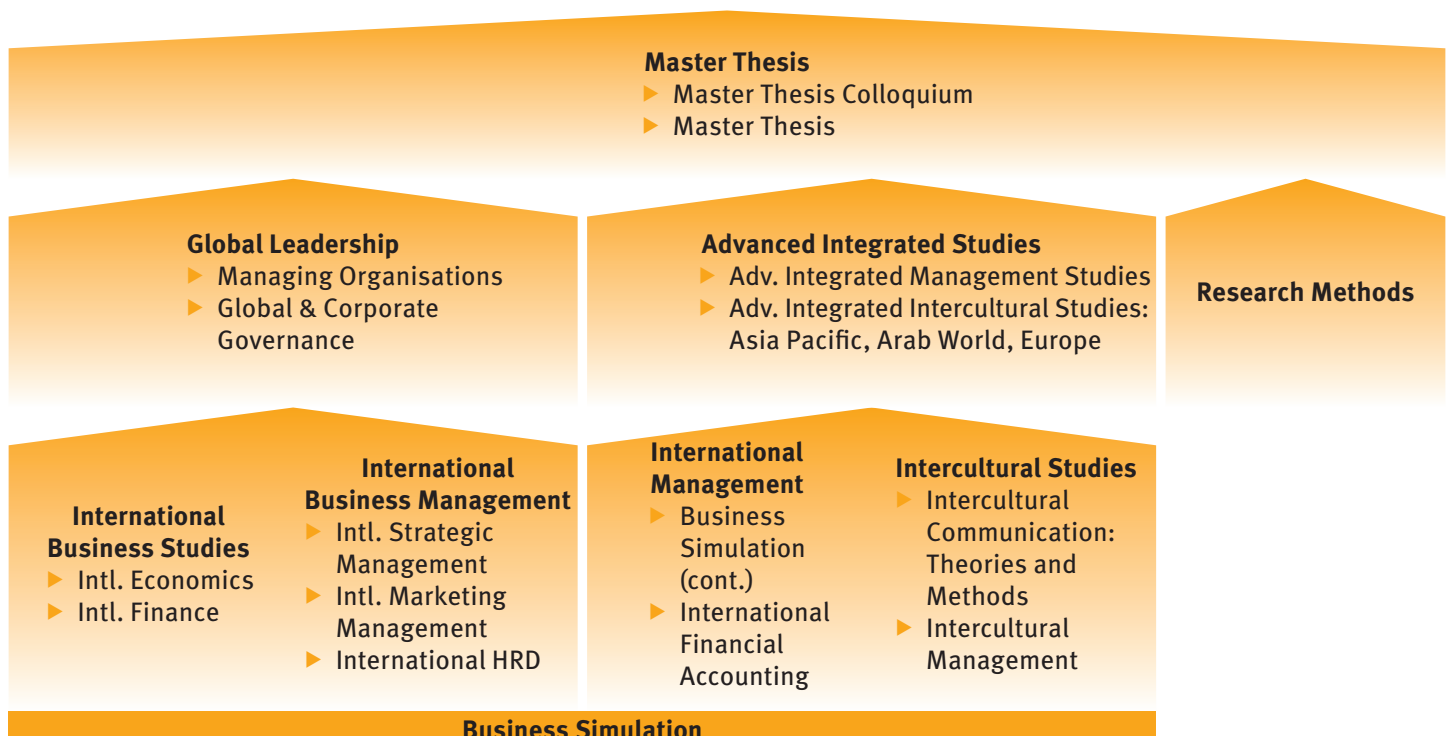 Master Thesis
▶ Master Thesis Colloquium
▶ Master Thesis
Global Leadership
▶ Managing Organisations
▶ Global & Corporate
Governance
Advanced Integrated Studies
▶ Adv. Integrated Management Studies
▶ Adv. Integrated Intercultural Studies:
Asia Pacific, Arab World, Europe
Research Methods
International
Business Studies
▶ Intl. Economics
▶ Intl. Finance
International
Business Management
▶ Intl. Strategic
Management
▶ Intl. Marketing
Management
▶ International HRD
International
Management
▶ Business
Simulation
(cont.)
▶ International
Financial
Accounting
Intercultural Studies
▶ Intercultural
Communication:
Theories and
Methods
▶ Intercultural
Management
Business Simulation